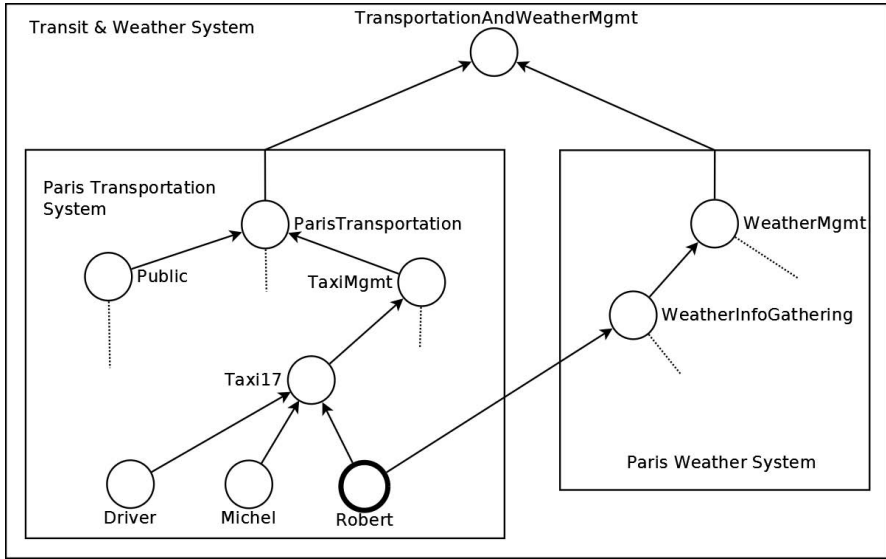 TransportationAndWeatherMgmt
Transit & Weather System
Paris Transportation
System
ParisTransportation
WeatherMgmt
Public
TaxiMgmt
WeatherInfoGathering
Taxi17
Paris Weather System
Driver
Michel
Robert